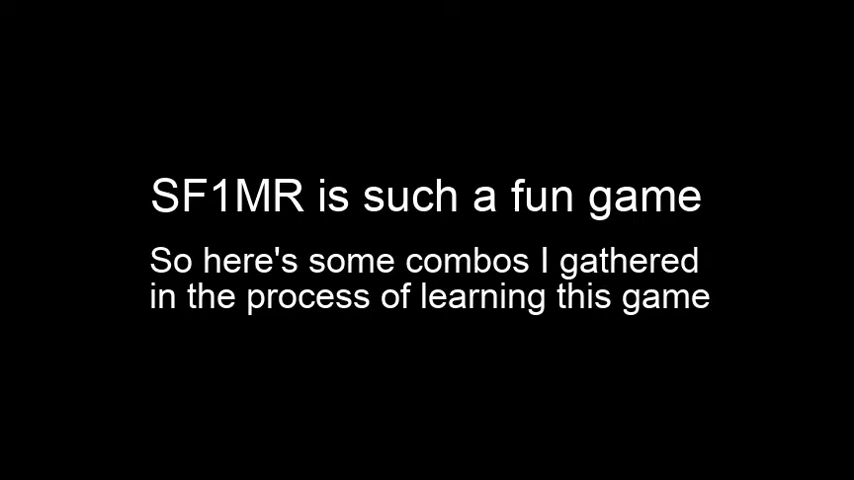 SF1MR is such a fun game
So here's some combos I gathered
in the process of learning this game